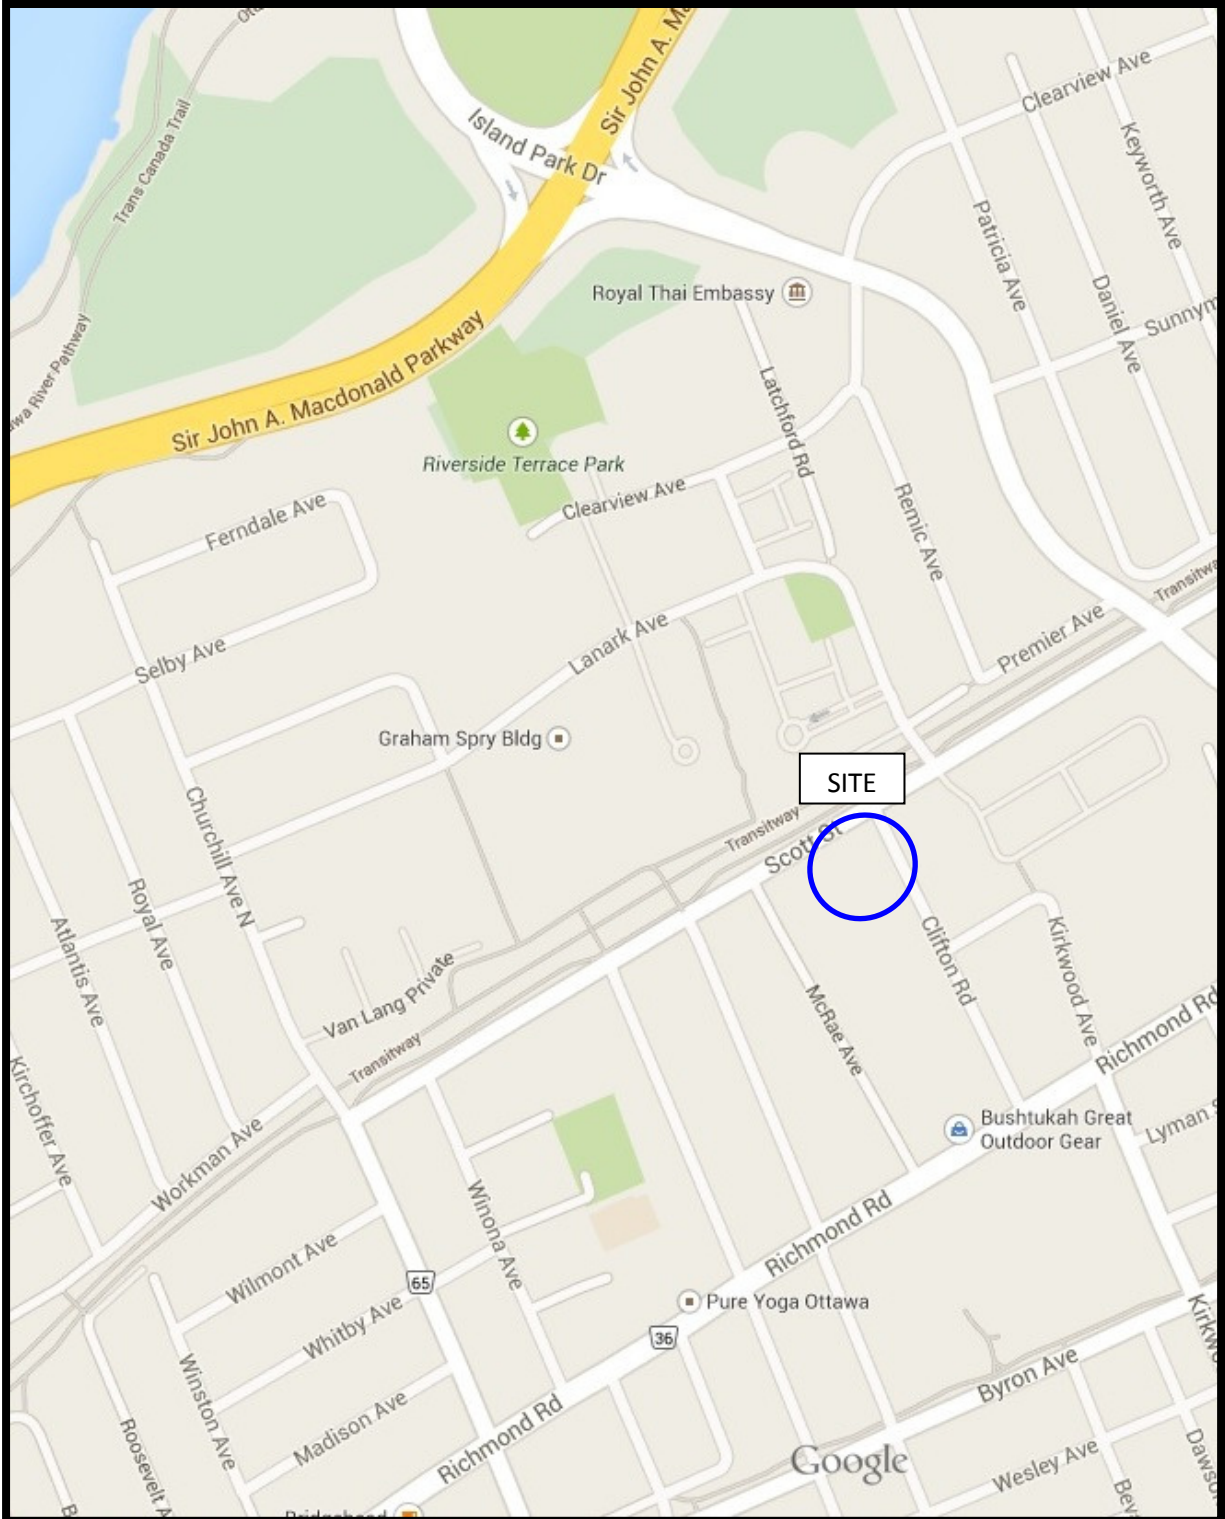 Sir John A. Ma
Island Park Dr
Clearview Ave
Keyworth Ave
Trans Canada Trail
Patricia Ave
Daniel Ave
Sunnym
Royal Thai Embassy
Sir John A. Macdonald Parkway
wa River Pathway
Latchford Rd
Riverside Terrace Park
Clearview Ave
Remic Ave
Ferndale Ave
Transitwa
Premier Ave
Lanark Ave
Selby Ave
Graham Spry Bldg
SITE
Transitway
Scott St
Churchill Ave N
Royal Ave
Atlantis Ave
Clifton Rd
Kirkwood Ave
Van Lang Private
McRae Ave
Richmond Rd
Transitway
Kirchoffer Ave
Bushtukah Great
Outdoor Gear
Lyman S
Workman Ave
Winona Ave
Richmond Rd
Wilmont Ave
65
Whitby Ave
Pure Yoga Ottawa
36
Kirkwo
Byron Ave
Winston Ave
Madison Ave
Richmond Rd
Roosevelt A
Google
Wesley Ave
Dawso
Beva
B